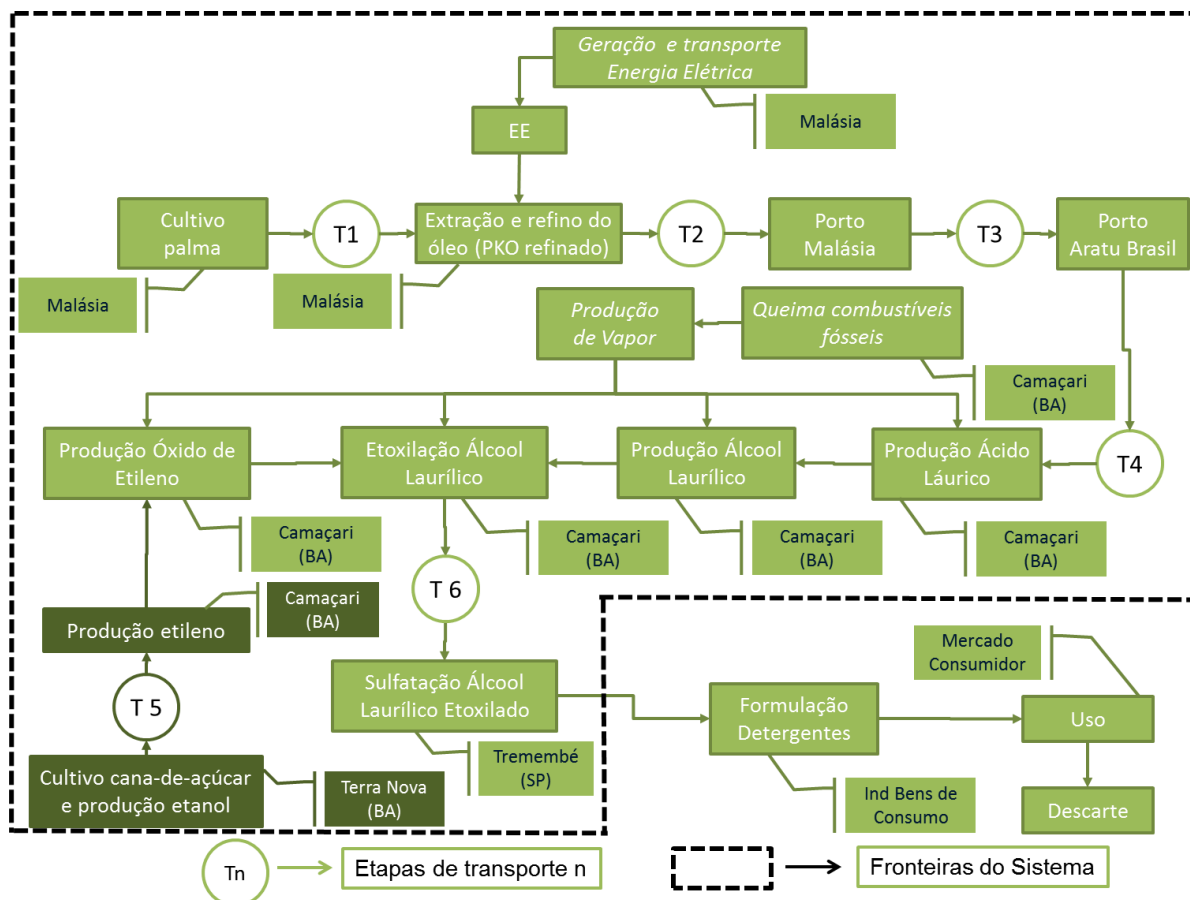 Geração e transporte
Energia Elétrica
Malásia
EE
Cultivo
palma
T1
Extração e refino do
óleo (PKO refinado)
T2
Porto
Malásia
T3
Porto
Aratu Brasil
Malásia
Malásia
Produção
de Vapor
Queima combustíveis
fósseis
Camaçari
(BA)
Produção Óxido de
Etileno
Etoxilação Álcool
Laurílico
Produção Álcool
Laurílico
Produção Ácido
Láurico
T4
Camaçari
(BA)
Camaçari
(BA)
Camaçari
(BA)
Camaçari
(BA)
T 6
Camaçari
(BA)
Produção etileno
Mercado
Consumidor
Sulfatação Álcool
Laurílico Etoxilado
T 5
Formulação
Detergentes
Uso
Tremembé
(SP)
Cultivo cana-de-açúcar
e produção etanol
Terra Nova
(BA)
Ind Bens de
Consumo
Descarte
Tn
Etapas de transporte n
Fronteiras do Sistema